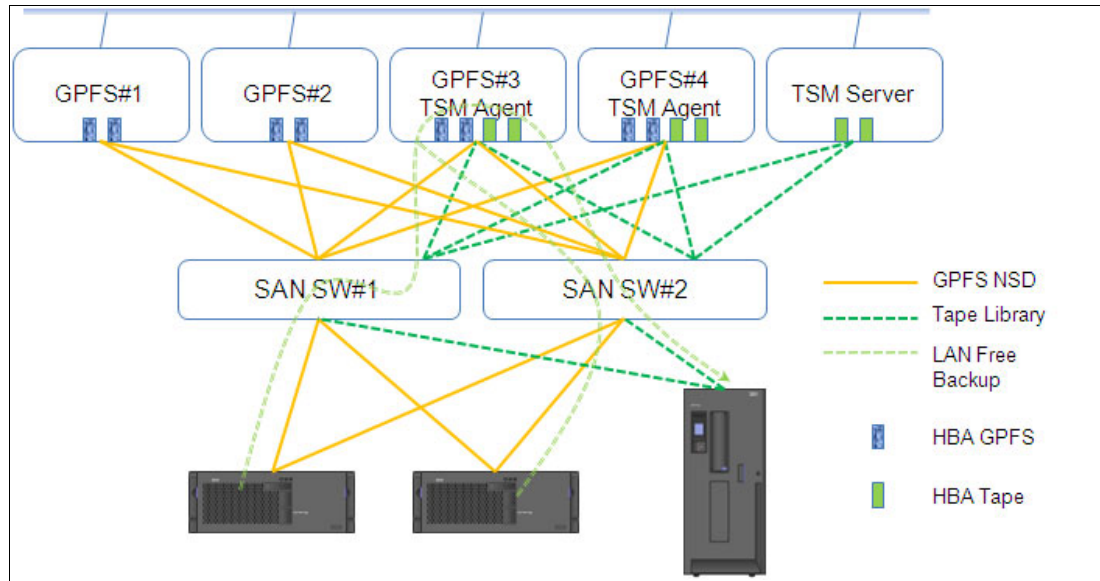 GPFS#1
GPFS#2
GPFS#3
TSM Agent
GPFS#4
TSM Agent
TSM Server
SAN SW#1
SAN SW#2
GPFS NSD
Tape Library
LAN Free
Backup
HBA GPFS
HBA Tape